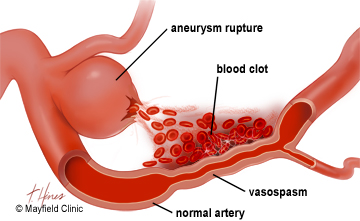 aneurysm rupture
blood clot
vasospasm
normal artery
© Mayfield Clinic